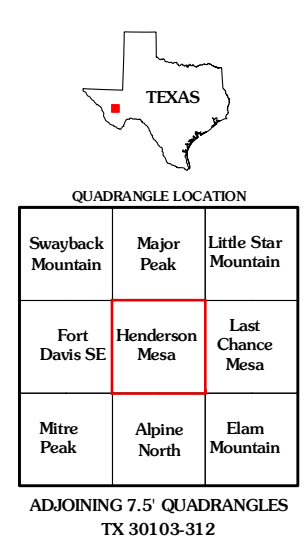 TEXAS
QUADRANGLE LOCATION
Swayback
Mountain
Major
Peak
Little Star
Mountain
Fort
Davis SE
Henderson
Mesa
Last
Chance
Mesa
Mitre
Peak
Alpine
North
Elam
Mountain
ADJOINING 7.5' QUADRANGLES
TX 30103-312